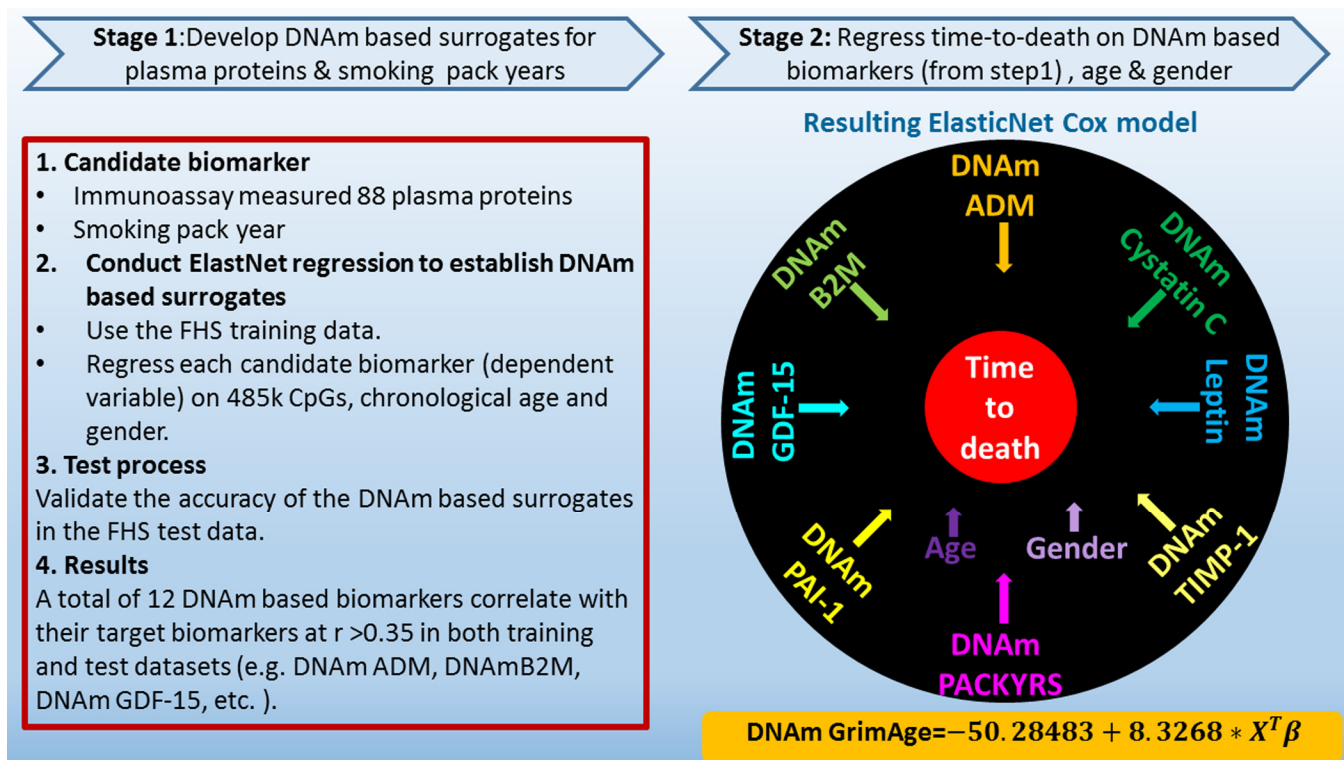 Stage 1:Develop DNAm based surrogates for
plasma proteins & smoking pack years
1. Candidate biomarker
• Immunoassay measured 88 plasma proteins
• Smoking pack year
2. Conduct ElastNet regression to establish DNAm
based surrogates
• Use the FHS training data.
• Regress each candidate biomarker (dependent
variable) on 485k CpGs, chronological age and
gender.
3. Test process
Validate the accuracy of the DNAm based surrogates
in the FHS test data.
4. Results
A total of 12 DNAm based biomarkers correlate with
their target biomarkers at r >0.35 in both training
and test datasets (e.g. DNAm ADM, DNAmB2M,
DNAm GDF-15, etc. ).
Stage 2: Regress time-to-death on DNAm based
biomarkers (from step1) , age & gender
Resulting ElasticNet Cox model
DNAm
ADM
DNAm
Cystatin C
DNAm
Leptin
DNAm
TIMP-1
DNAm
PACKYRS
DNAm
PAI-1
DNAm
GDF-15
DNAm
B2M
Age
Gender
Time
to
death
DNAm GrimAge=−50.28483 + 8.3268 ∗ X^T β